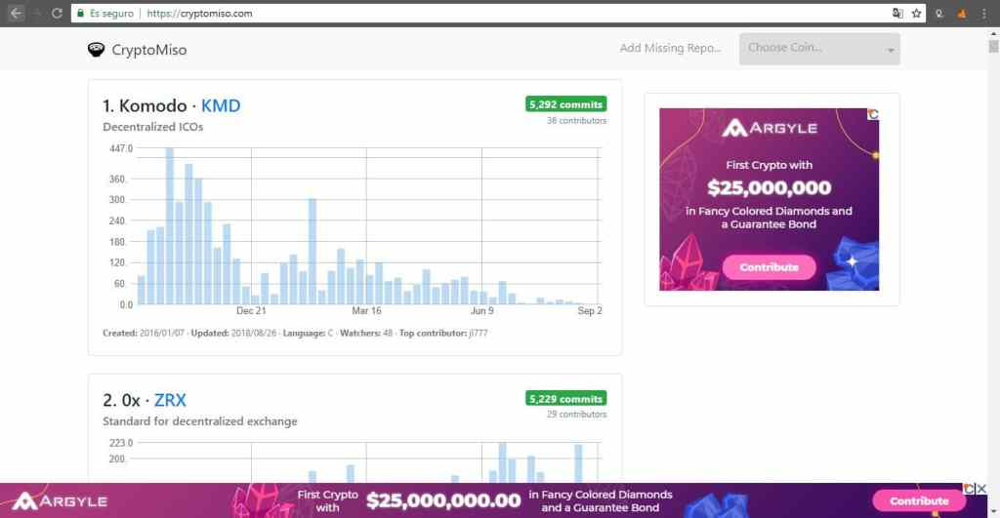 Es seguro | https://cryptomiso.com
CryptoMiso
Add Missing Repo...
Choose Coin...
1. Komodo · KMD
5,292 commits
Decentralized ICOs
36 contributors
447.0
360.
300.
240.
180.
120.
60.
0.0
Dec 21
Mar 16
Jun 9
Sep 2
Created: 2016/01/07 · Updated: 2018/08/26 · Language: C · Watchers: 48 · Top contributor: jl777
ARGYLE
First Crypto with
$25,000,000
in Fancy Colored Diamonds and
a Guarantee Bond
Contribute
2. 0x · ZRX
5,229 commits
Standard for decentralized exchange
29 contributors
223.0
200.
ARGYLE
First Crypto
with
$25,000,000.00
in Fancy Colored Diamonds
and a Guarantee Bond
Contribute